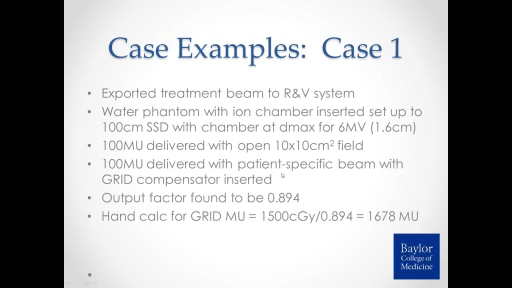 Case Examples: Case 1
• Exported treatment beam to R&V system
• Water phantom with ion chamber inserted set up to
100cm SSD with chamber at dmax for 6MV (1.6cm)
• 100MU delivered with open 10x10cm² field
• 100MU delivered with patient-specific beam with
GRID compensator inserted
• Output factor found to be 0.894
• Hand calc for GRID MU = 1500cGy/0.894 = 1678 MU
Baylor
College of
Medicine